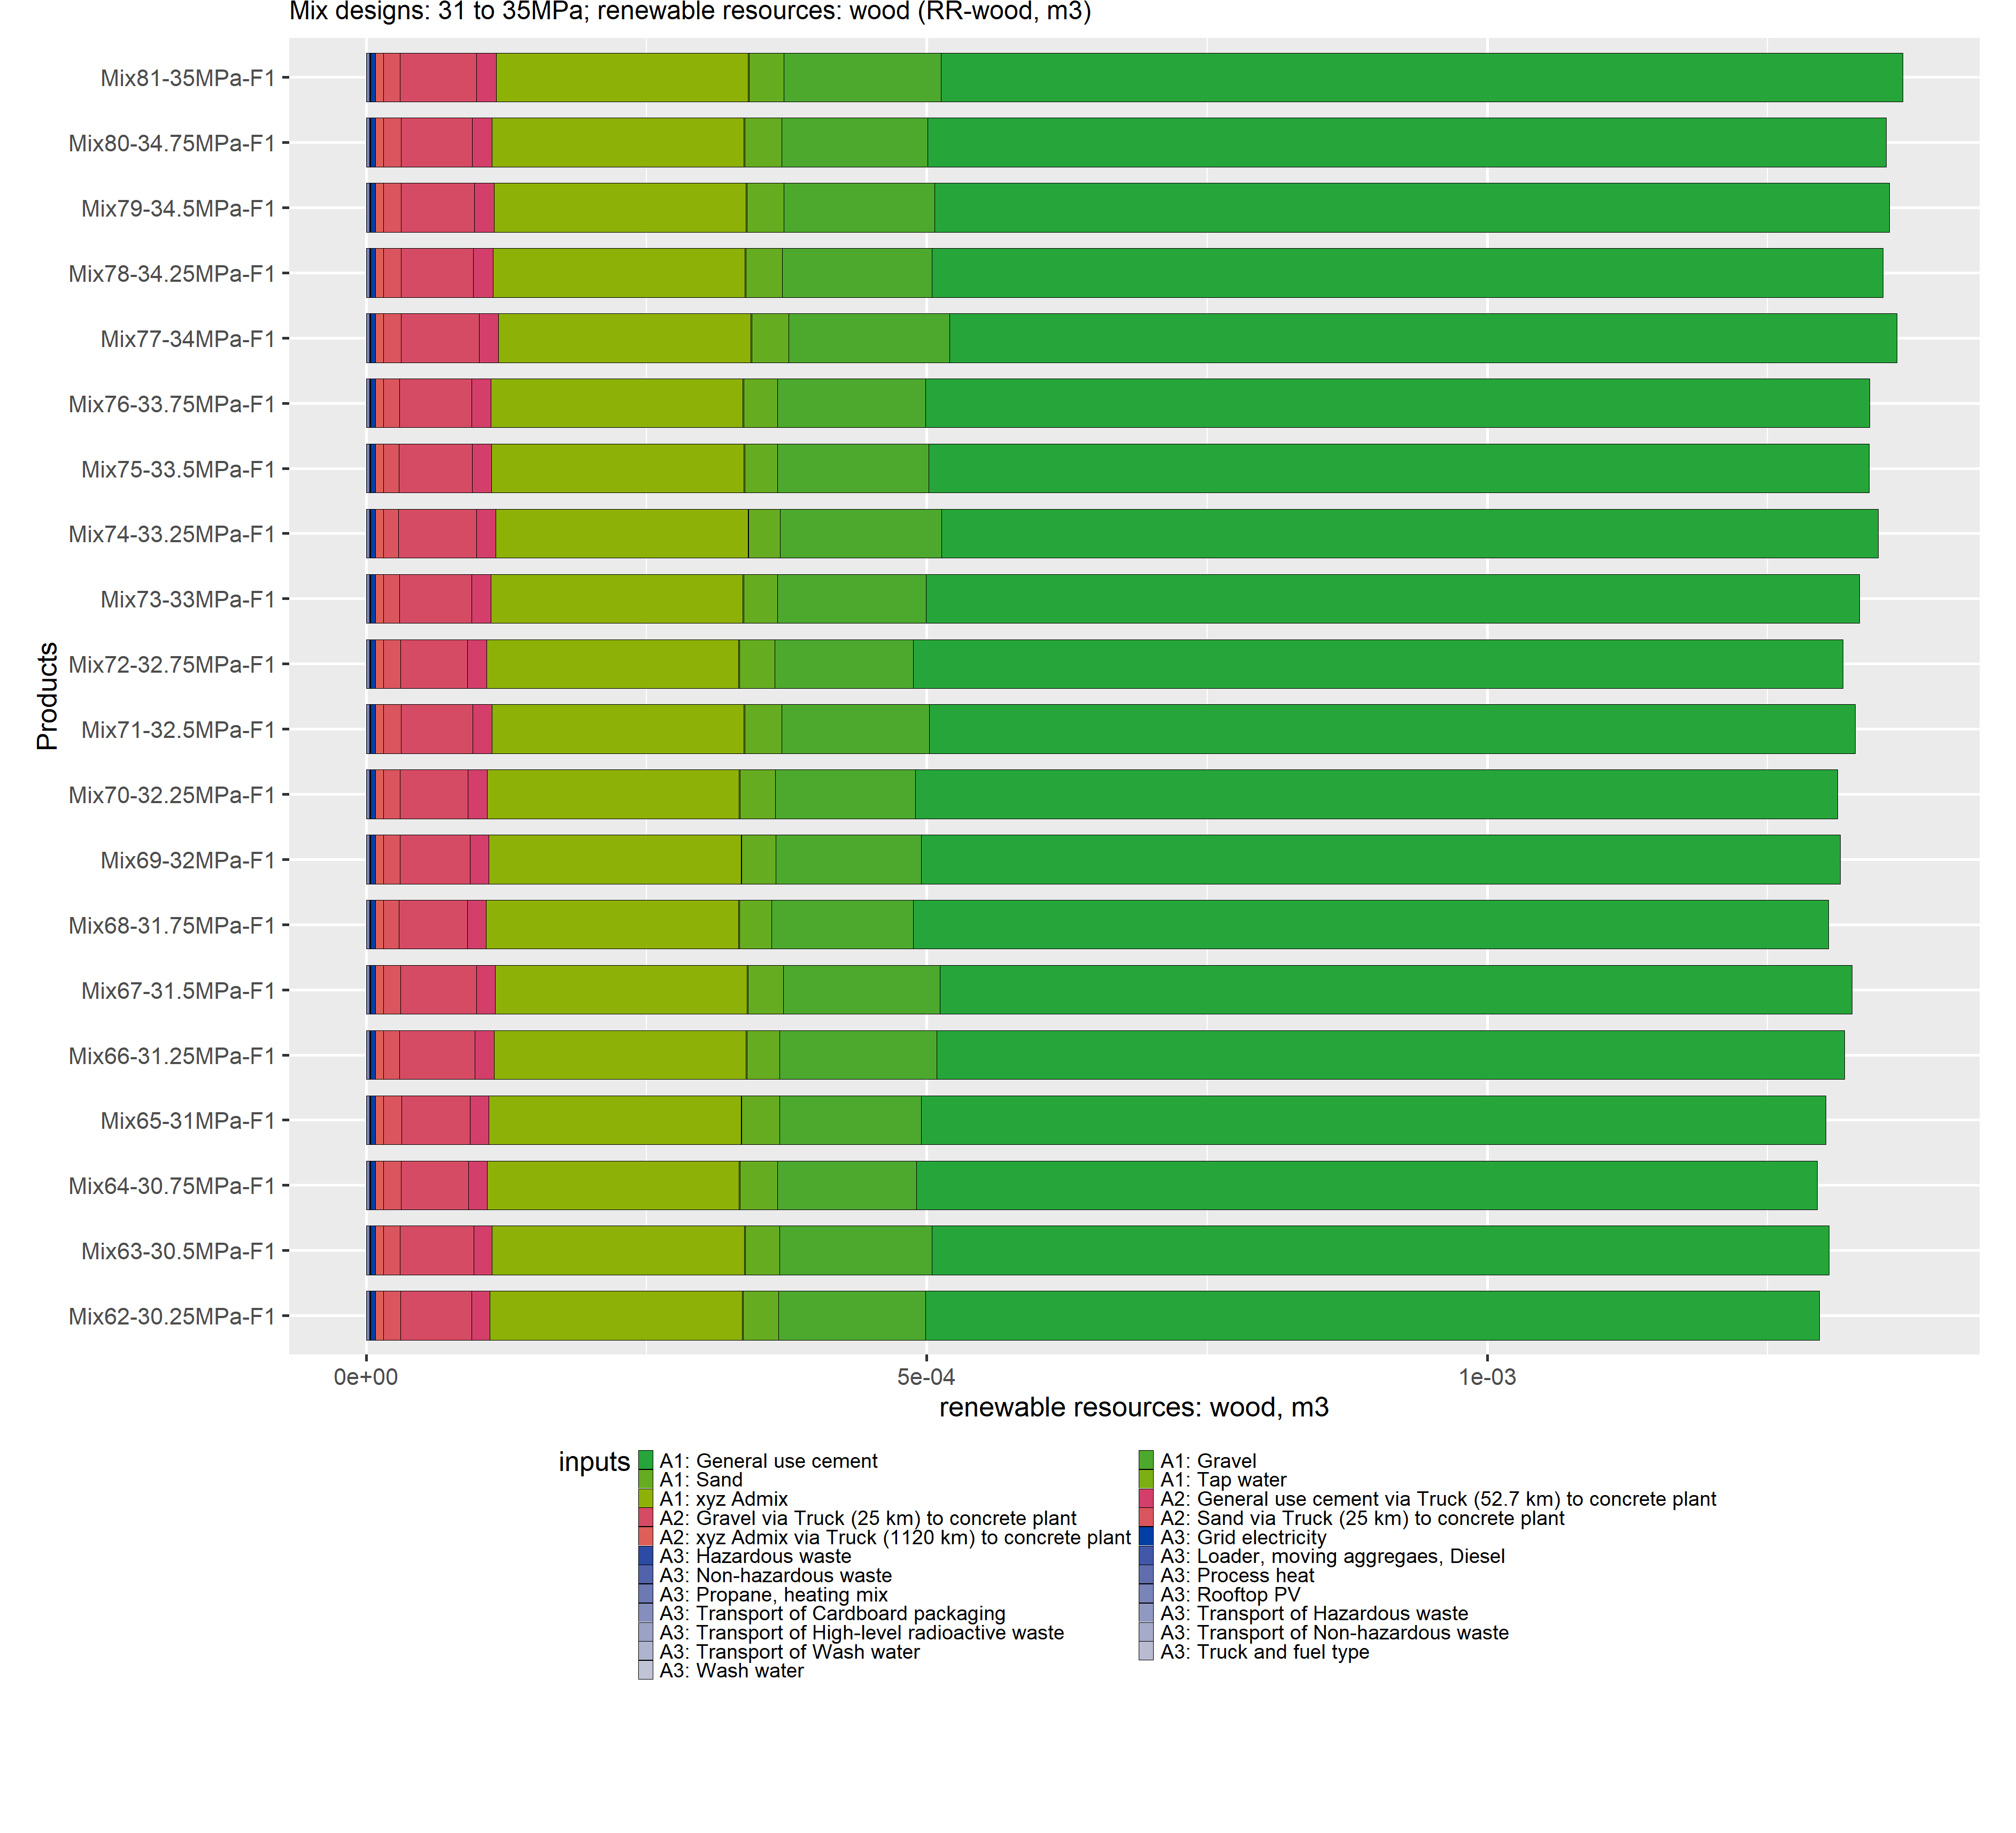 Mix designs: 31 to 35MPa; renewable resources: wood (RR-wood, m3)
Products
Mix81-35MPa-F1
Mix80-34.75MPa-F1
Mix79-34.5MPa-F1
Mix78-34.25MPa-F1
Mix77-34MPa-F1
Mix76-33.75MPa-F1
Mix75-33.5MPa-F1
Mix74-33.25MPa-F1
Mix73-33MPa-F1
Mix72-32.75MPa-F1
Mix71-32.5MPa-F1
Mix70-32.25MPa-F1
Mix69-32MPa-F1
Mix68-31.75MPa-F1
Mix67-31.5MPa-F1
Mix66-31.25MPa-F1
Mix65-31MPa-F1
Mix64-30.75MPa-F1
Mix63-30.5MPa-F1
Mix62-30.25MPa-F1
0e+00 5e-04 1e-03
renewable resources: wood, m3
inputs
A1: General use cement A1: Gravel
A1: Sand A1: Tap water
A1: xyz Admix A2: General use cement via Truck (52.7 km) to concrete plant
A2: Gravel via Truck (25 km) to concrete plant A2: Sand via Truck (25 km) to concrete plant
A2: xyz Admix via Truck (1120 km) to concrete plant A3: Grid electricity
A3: Hazardous waste A3: Loader, moving aggregaes, Diesel
A3: Non-hazardous waste A3: Process heat
A3: Propane, heating mix A3: Rooftop PV
A3: Transport of Cardboard packaging A3: Transport of Hazardous waste
A3: Transport of High-level radioactive waste A3: Transport of Non-hazardous waste
A3: Transport of Wash water A3: Truck and fuel type
A3: Wash water